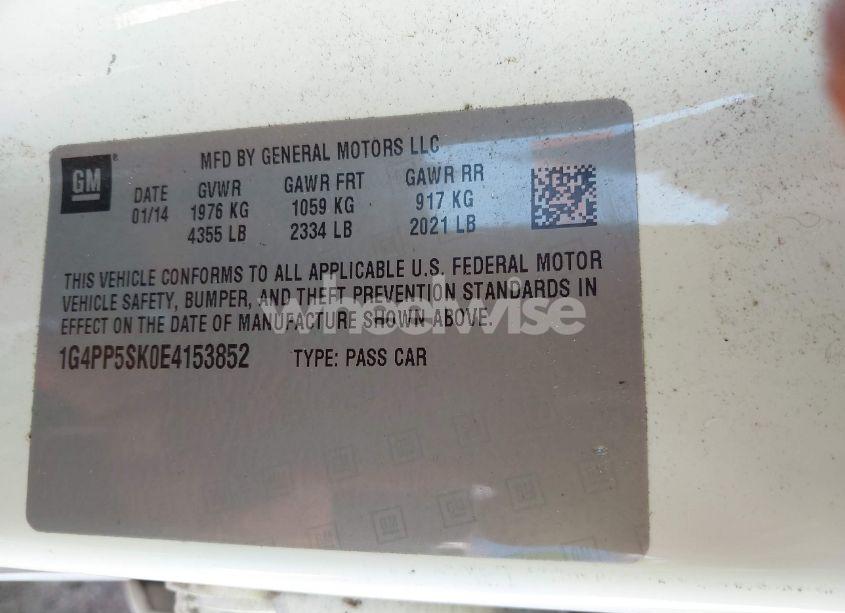 GM
MFD BY GENERAL MOTORS LLC
DATE GVWR GAWR FRT GAWR RR
01/14 1976 KG 1059 KG 917 KG
4355 LB 2334 LB 2021 LB
THIS VEHICLE CONFORMS TO ALL APPLICABLE U.S. FEDERAL MOTOR
VEHICLE SAFETY, BUMPER, AND THEFT PREVENTION STANDARDS IN
EFFECT ON THE DATE OF MANUFACTURE SHOWN ABOVE.
wheelwise
1G4PP5SK0E4153852 TYPE: PASS CAR